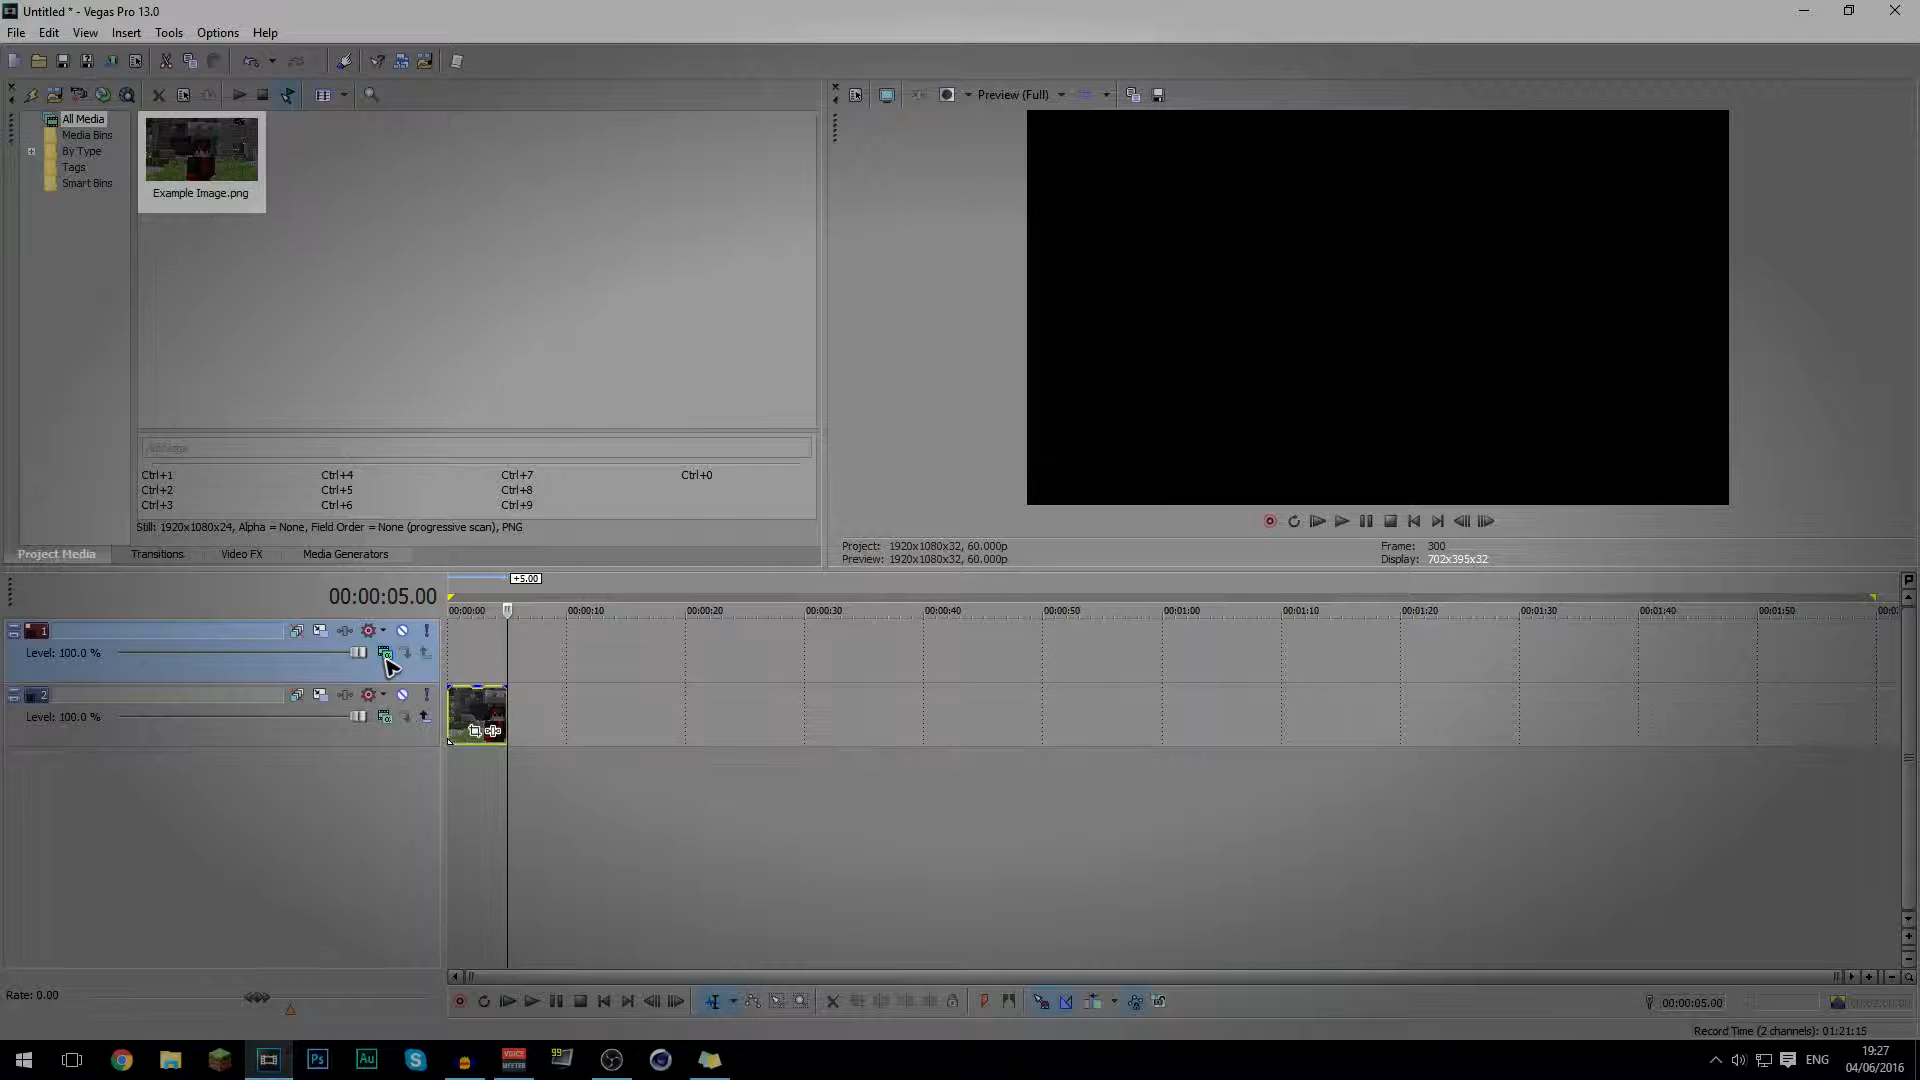 Untitled * - Vegas Pro 13.0
File Edit View Insert Tools Options Help
Preview (Full)
All Media
Media Bins
By Type
Tags
Smart Bins
Example Image.png
Ctrl+1 Ctrl+4 Ctrl+7 Ctrl+0
Ctrl+2 Ctrl+5 Ctrl+8
Ctrl+3 Ctrl+6 Ctrl+9
Still: 1920x1080x24, Alpha = None, Field Order = None (progressive scan), PNG
Project Media Transitions Video FX Media Generators
Project: 1920x1080x32, 60.000p Frame: 300
Preview: 1920x1080x32, 60.000p Display: 702x395x32
+5.00
00:00:05.00
00:00:00 00:00:10 00:00:20 00:00:30 00:00:40 00:00:50 00:01:00 00:01:10 00:01:20 00:01:30 00:01:40 00:01:50
1
Level: 100.0 %
2
Level: 100.0 %
Rate: 0.00
00:00:05.00
Record Time (2 channels): 01:21:15
Ps Au VOICE MEETER 99
ENG
19:27
04/06/2016